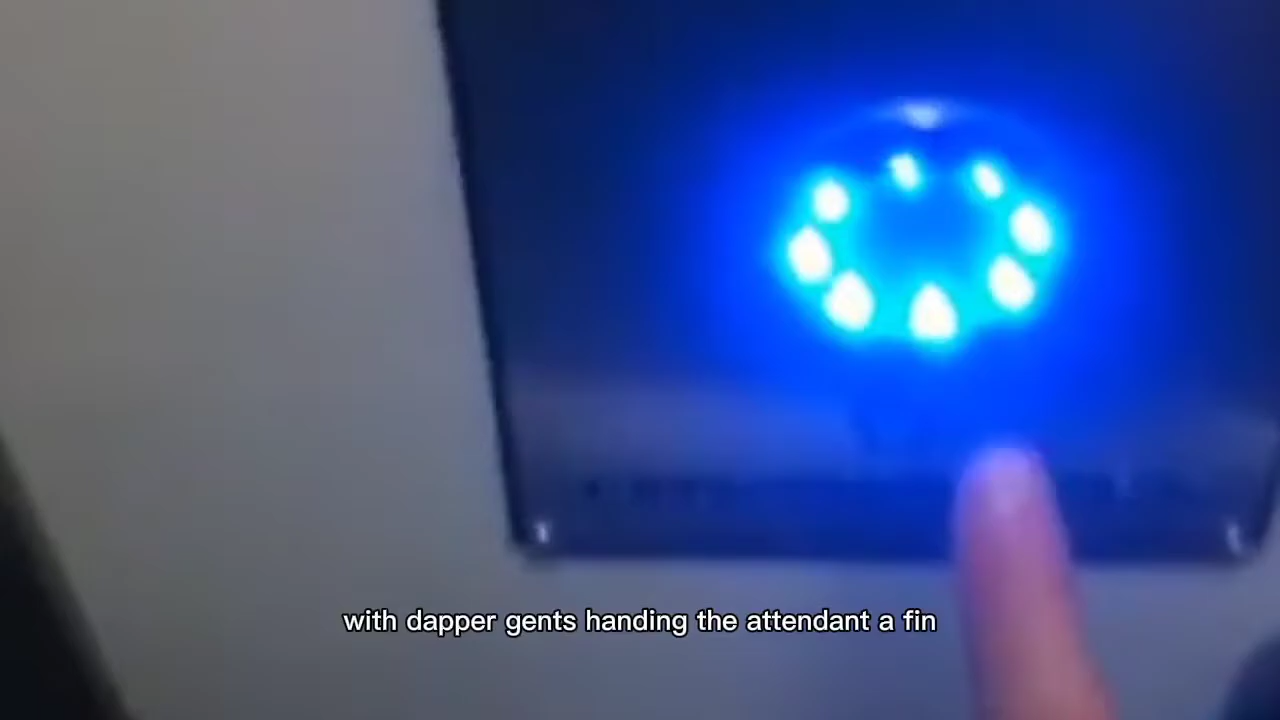 with dapper gents handing the attendant a fin